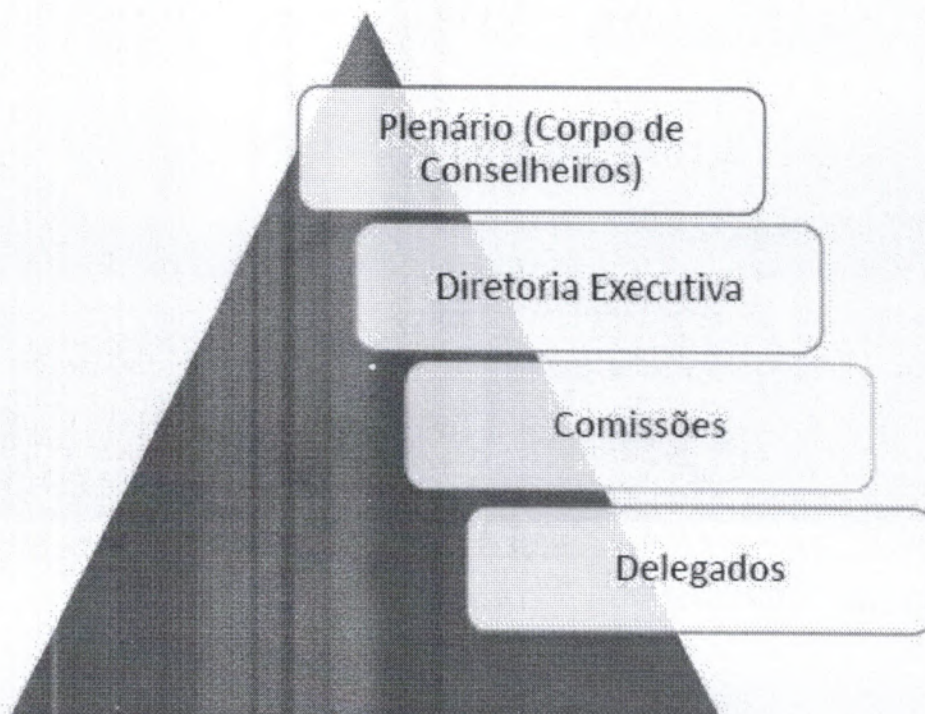 Plenário (Corpo de
Conselheiros)
Diretoria Executiva
Comissões
Delegados